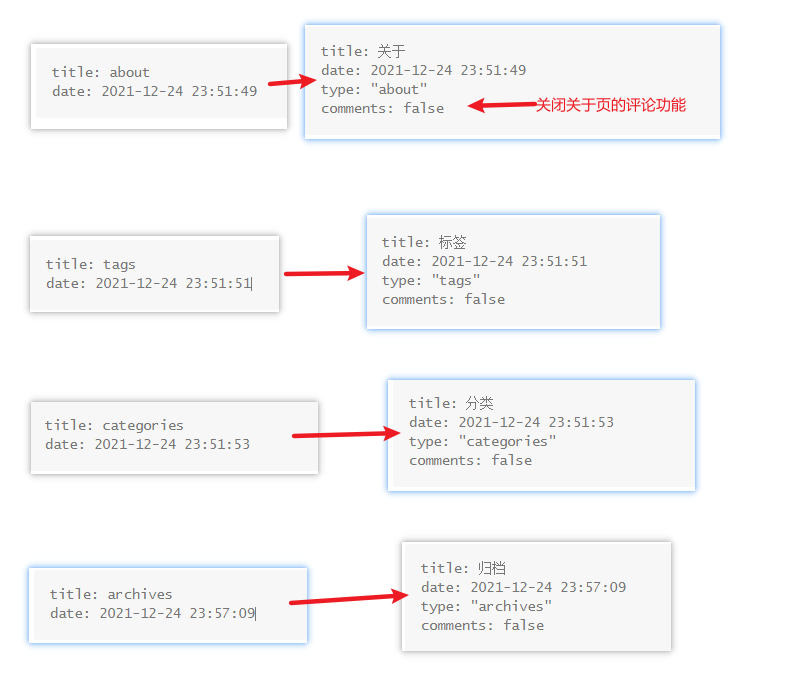 title: about
date: 2021-12-24 23:51:49
title: 关于
date: 2021-12-24 23:51:49
type: "about"
comments: false
关闭关于页的评论功能
title: tags
date: 2021-12-24 23:51:51
title: 标签
date: 2021-12-24 23:51:51
type: "tags"
comments: false
title: categories
date: 2021-12-24 23:51:53
title: 分类
date: 2021-12-24 23:51:53
type: "categories"
comments: false
title: archives
date: 2021-12-24 23:57:09
title: 归档
date: 2021-12-24 23:57:09
type: "archives"
comments: false